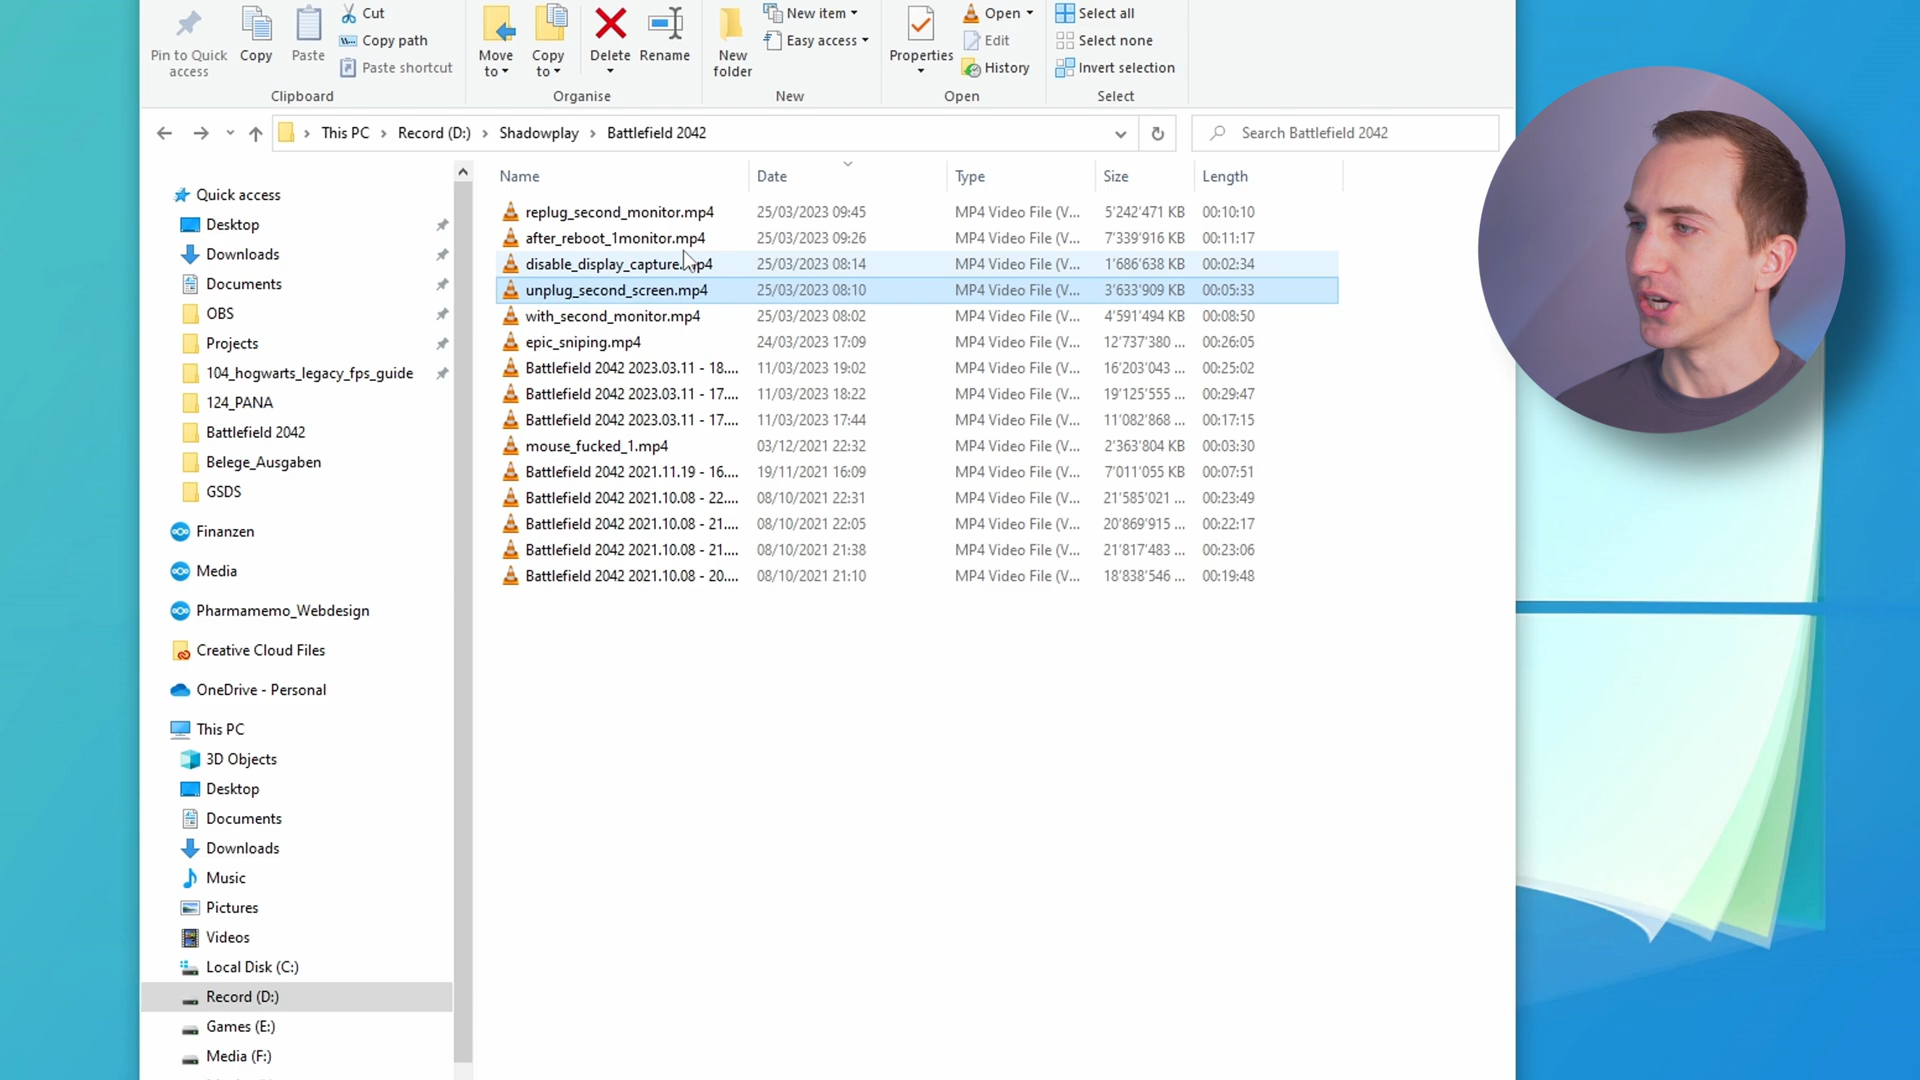 Pin to Quick access
Copy
Paste
Cut
Copy path
Paste shortcut
Clipboard
Move to
Copy to
Delete
Rename
Organise
New folder
New item
Easy access
New
Properties
Open
Edit
History
Open
Select all
Select none
Invert selection
Select
This PC › Record (D:) › Shadowplay › Battlefield 2042
Search Battlefield 2042
Quick access
Desktop
Downloads
Documents
OBS
Projects
104_hogwarts_legacy_fps_guide
124_PANA
Battlefield 2042
Belege_Ausgaben
GSDS
Finanzen
Media
Pharmamemo_Webdesign
Creative Cloud Files
OneDrive - Personal
This PC
3D Objects
Desktop
Documents
Downloads
Music
Pictures
Videos
Local Disk (C:)
Record (D:)
Games (E:)
Media (F:)
Name Date Type Size Length
replug_second_monitor.mp4 25/03/2023 09:45 MP4 Video File (V... 5'242'471 KB 00:10:10
after_reboot_1monitor.mp4 25/03/2023 09:26 MP4 Video File (V... 7'339'916 KB 00:11:17
disable_display_capture.mp4 25/03/2023 08:14 MP4 Video File (V... 1'686'638 KB 00:02:34
unplug_second_screen.mp4 25/03/2023 08:10 MP4 Video File (V... 3'633'909 KB 00:05:33
with_second_monitor.mp4 25/03/2023 08:02 MP4 Video File (V... 4'591'494 KB 00:08:50
epic_sniping.mp4 24/03/2023 17:09 MP4 Video File (V... 12'737'380 ... 00:26:05
Battlefield 2042 2023.03.11 - 18.... 11/03/2023 19:02 MP4 Video File (V... 16'203'043 ... 00:25:02
Battlefield 2042 2023.03.11 - 17.... 11/03/2023 18:22 MP4 Video File (V... 19'125'555 ... 00:29:47
Battlefield 2042 2023.03.11 - 17.... 11/03/2023 17:44 MP4 Video File (V... 11'082'868 ... 00:17:15
mouse_fucked_1.mp4 03/12/2021 22:32 MP4 Video File (V... 2'363'804 KB 00:03:30
Battlefield 2042 2021.11.19 - 16.... 19/11/2021 16:09 MP4 Video File (V... 7'011'055 KB 00:07:51
Battlefield 2042 2021.10.08 - 22.... 08/10/2021 22:31 MP4 Video File (V... 21'585'021 ... 00:23:49
Battlefield 2042 2021.10.08 - 21.... 08/10/2021 22:05 MP4 Video File (V... 20'869'915 ... 00:22:17
Battlefield 2042 2021.10.08 - 21.... 08/10/2021 21:38 MP4 Video File (V... 21'817'483 ... 00:23:06
Battlefield 2042 2021.10.08 - 20.... 08/10/2021 21:10 MP4 Video File (V... 18'838'546 ... 00:19:48